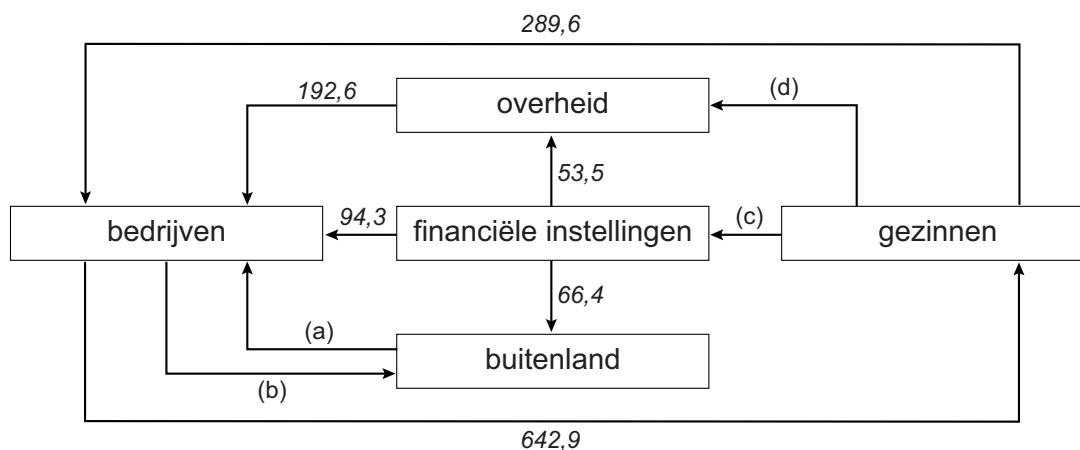 289,6
192,6
overheid
(d)
53,5
bedrijven
94,3
financiële instellingen
(c)
gezinnen
66,4
(a)
buitenland
(b)
642,9